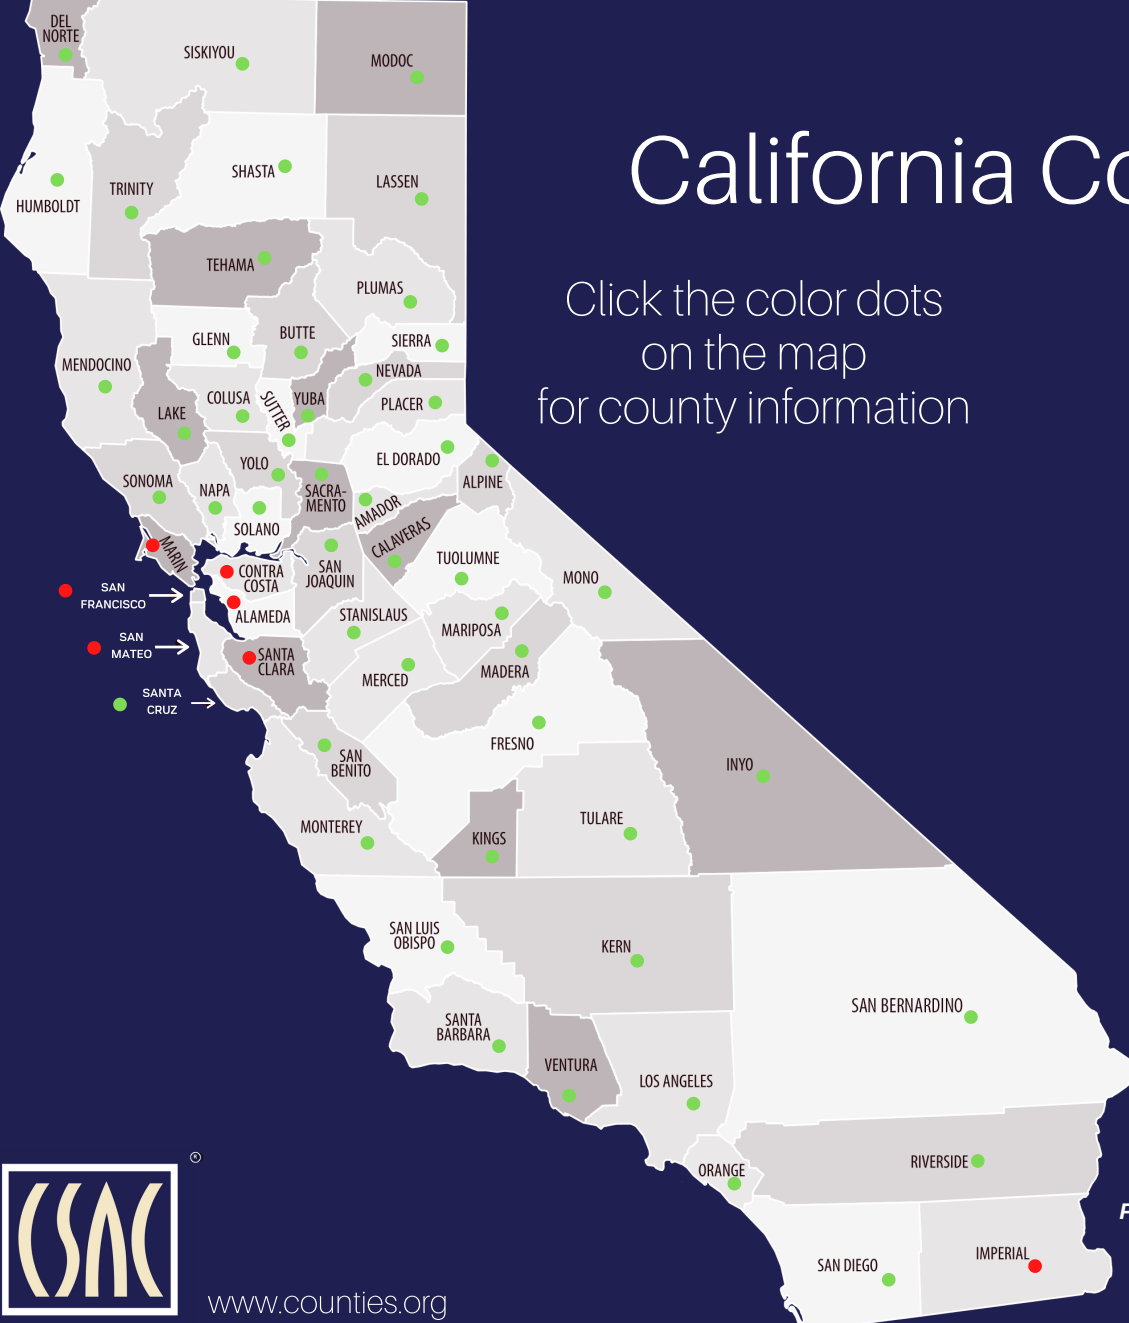 DEL
NORTE
SISKIYOU
MODOC
California Co
SHASTA
LASSEN
TRINITY
HUMBOLDT
TEHAMA
PLUMAS
Click the color dots
on the map
for county information
GLENN
BUTTE
SIERRA
MENDOCINO
NEVADA
COLUSA
SUTTER
YUBA
PLACER
LAKE
YOLO
EL DORADO
SONOMA
NAPA
SACRA-
MENTO
ALPINE
AMADOR
SOLANO
CALAVERAS
MARIN
TUOLUMNE
CONTRA
COSTA
SAN
JOAQUIN
MONO
SAN
FRANCISCO
ALAMEDA
STANISLAUS
MARIPOSA
SAN
MATEO
SANTA
CLARA
MERCED
MADERA
SANTA
CRUZ
FRESNO
SAN
BENITO
INYO
MONTEREY
KINGS
TULARE
SAN LUIS
OBISPO
KERN
SAN BERNARDINO
SANTA
BARBARA
VENTURA
LOS ANGELES
ORANGE
RIVERSIDE
®
CSAC
F
SAN DIEGO
IMPERIAL
www.counties.org